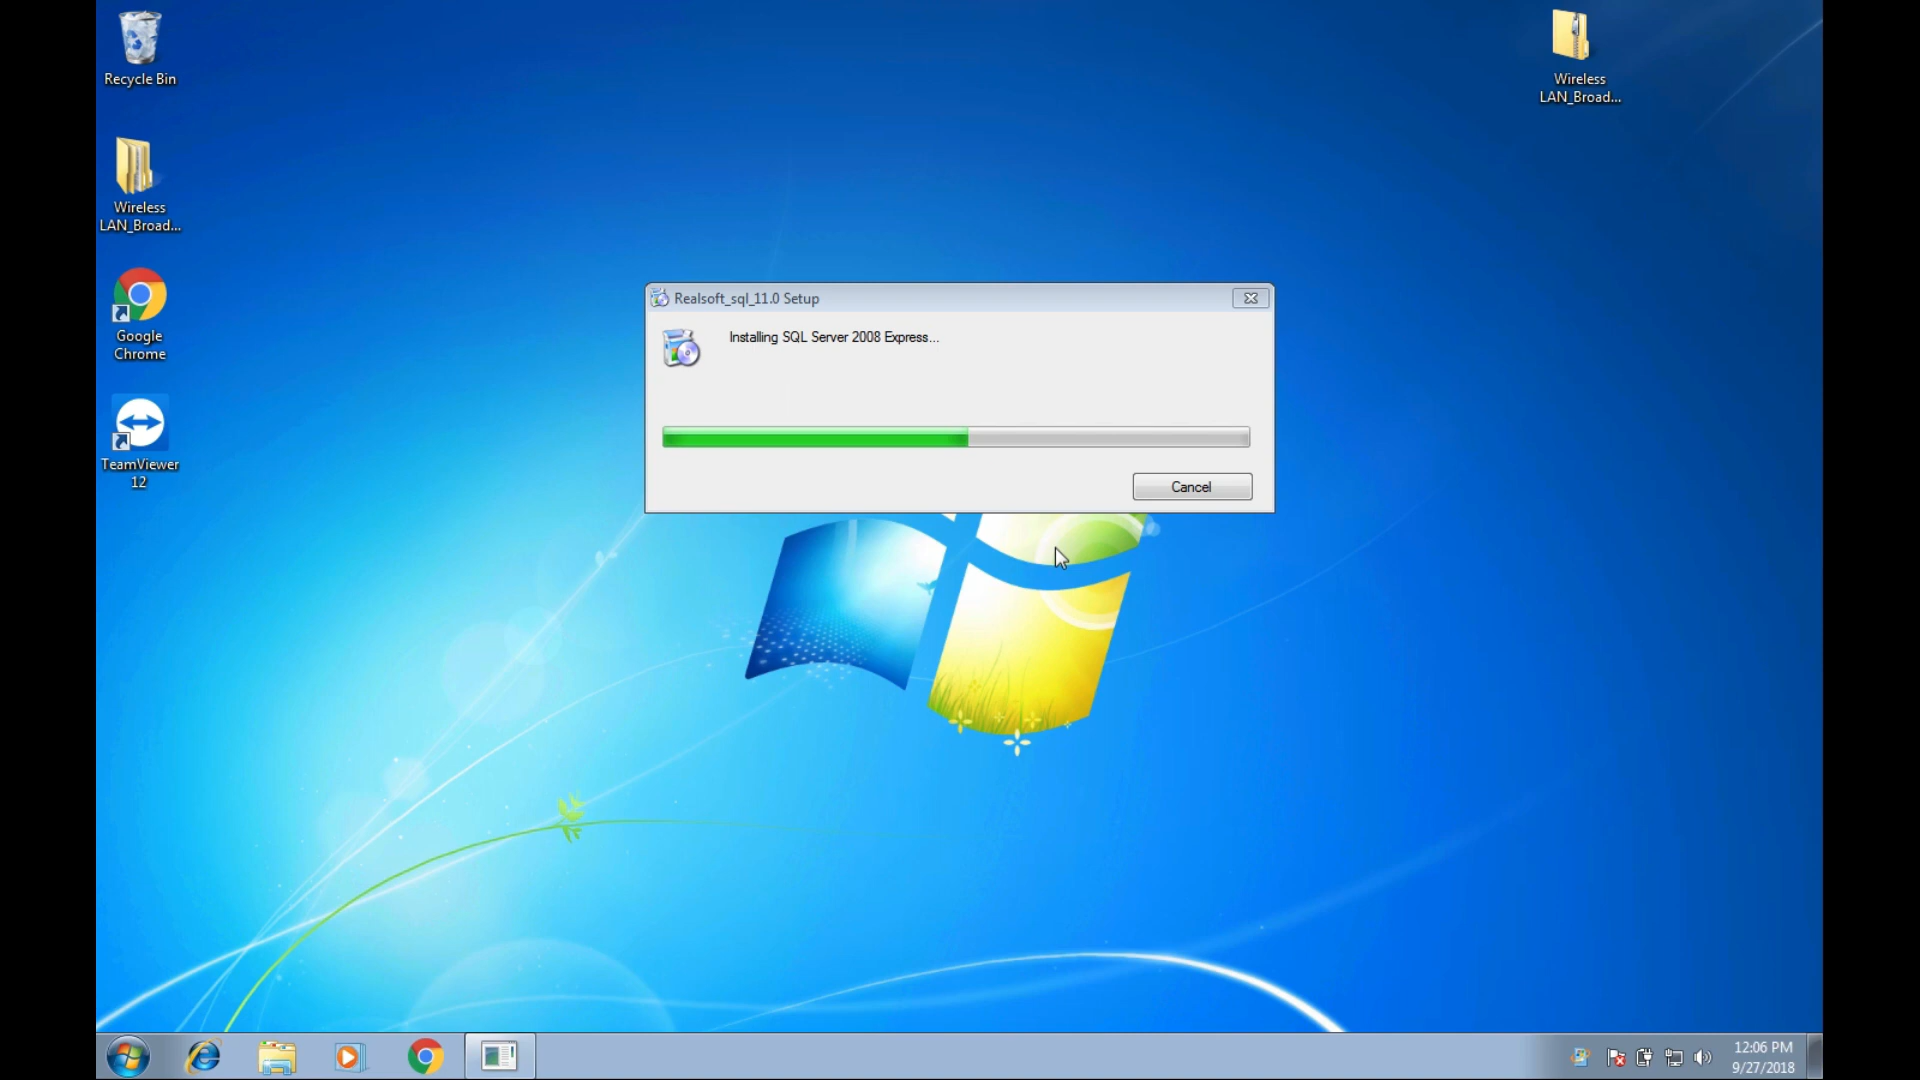 Recycle Bin
Wireless
LAN_Broad...
Wireless
LAN_Broad...
Google
Chrome
TeamViewer
12
Realsoft_sql_11.0 Setup
Installing SQL Server 2008 Express...
Cancel
12:06 PM
9/27/2018